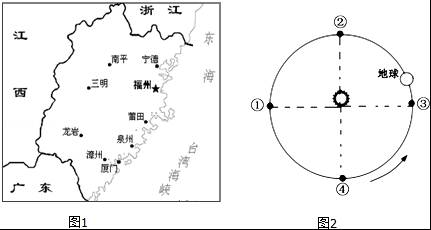 浙江
江西
东海
南平
宁德
三明
福州
莆田
龙岩
泉州
漳州
厦门
台湾海峡
广东
图1
②
地球
①
③
④
图2